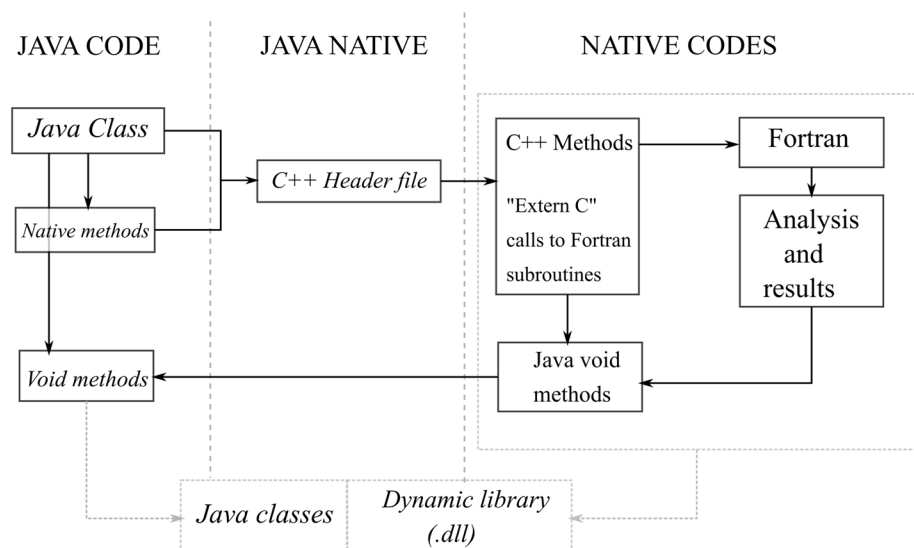 JAVA CODE
JAVA NATIVE
NATIVE CODES
Java Class
Native methods
Void methods
C++ Header file
C++ Methods
"Extern C"
calls to Fortran
subroutines
Fortran
Analysis
and
results
Java void
methods
Java classes
Dynamic library
(.dll)